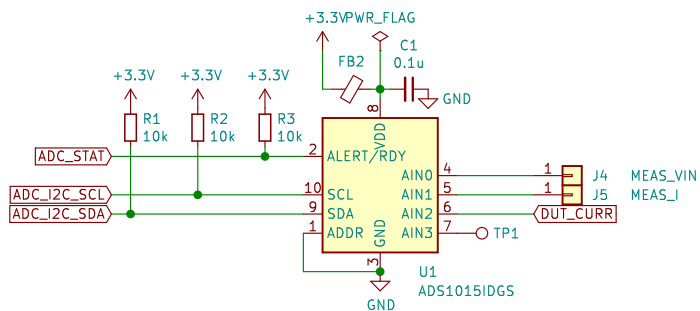 +3.3V
PWR_FLAG
C1
0.1u
FB2
GND
+3.3V
+3.3V
+3.3V
R1
10k
R2
10k
R3
10k
8
VDD
ADC_STAT
2
ALERT/RDY
AIN0
4
1
J4
MEAS_VIN
ADC_I2C_SCL
10
SCL
AIN1
5
1
J5
MEAS_I
ADC_I2C_SDA
9
SDA
AIN2
6
DUT_CURR
1
ADDR
GND
AIN3
7
TP1
3
U1
ADS1015IDGS
GND